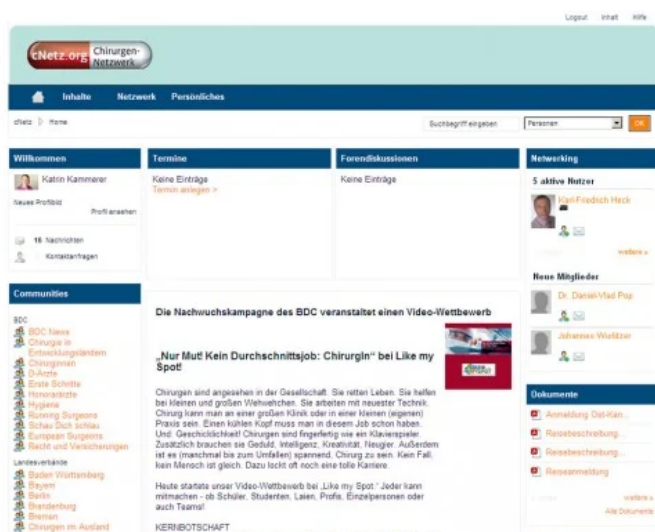 Logout Inhalt Hilfe
cNetz.org Chirurgen-
Netzwerk
Inhalte Netzwerk Persönliches
cNetz Home
Suchbegriff eingeben Personen OK
Willkommen
Katrin Kammerer
Neues Profilbild
Profil ansehen
16 Nachrichten
Kontaktanfragen
Termine
Keine Einträge
Termin anlegen >
Forendiskussionen
Keine Einträge
Networking
5 aktive Nutzer
Karl-Friedrich Heck
weitere »
Neue Mitglieder
Dr. Daniel-Vlad Pop
Johannes Wurlitzer
Communities
BDC
BDC News
Chirurgie in
Entwicklungsländern
Chirurginnen
D-Ärzte
Erste Schritte
Honorarärzte
Hygiene
Running Surgeons
Schau Dich schlau
European Surgeons
Recht und Versicherungen
Landesverbände
Baden Württemberg
Bayern
Berlin
Brandenburg
Bremen
Chirurgen im Ausland
Die Nachwuchskampagne des BDC veranstaltet einen Video-Wettbewerb
„Nur Mut! Kein Durchschnittsjob: ChirurgIn“ bei Like my
Spot!
Chirurgen sind angesehen in der Gesellschaft. Sie retten Leben. Sie helfen
bei kleinen und großen Wehwehchen. Sie arbeiten mit neuester Technik.
Chirurg kann man an einer großen Klinik oder in einer kleinen (eigenen)
Praxis sein. Einen kühlen Kopf muss man in diesem Job schon haben.
Und: Geschicklichkeit! Chirurgen sind fingerfertig wie ein Klavierspieler.
Zusätzlich brauchen sie Geduld, Intelligenz, Kreativität, Neugier. Außerdem
ist es (manchmal bis zum Umfallen) spannend, Chirurg zu sein. Kein Fall,
kein Mensch ist gleich. Dazu lockt oft noch eine tolle Karriere.
Heute startete unser Video-Wettbewerb bei „Like my Spot“. Jeder kann
mitmachen - ob Schüler, Studenten, Laien, Profis, Einzelpersonen oder
auch Teams!
KERNBOTSCHAFT
Dokumente
Anmeldung Ost-Kan...
Reisebeschreibung...
Reisebeschreibung...
Reiseanmeldung
weitere »
Alle Dokumente